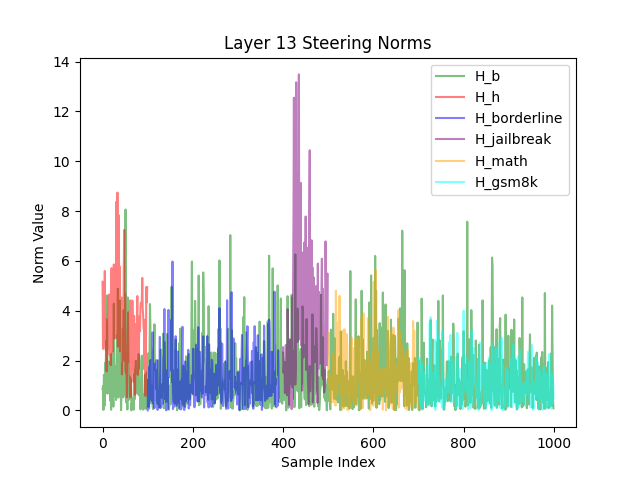 Layer 13 Steering Norms
14
12
10
8
6
4
2
0
Norm Value
H_b
H_h
H_borderline
H_jailbreak
H_math
H_gsm8k
0 200 400 600 800 1000
Sample Index